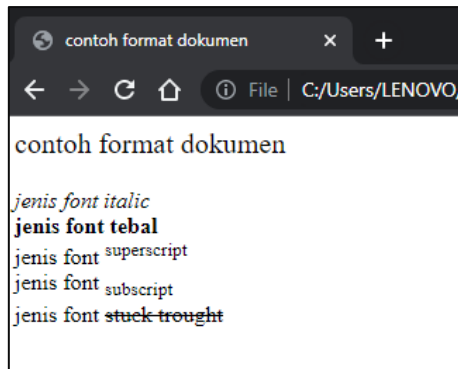 contoh format dokumen
File C:/Users/LENOVO/
contoh format dokumen
jenis font italic
jenis font tebal
jenis font superscript
jenis font subscript
jenis font stuck trought